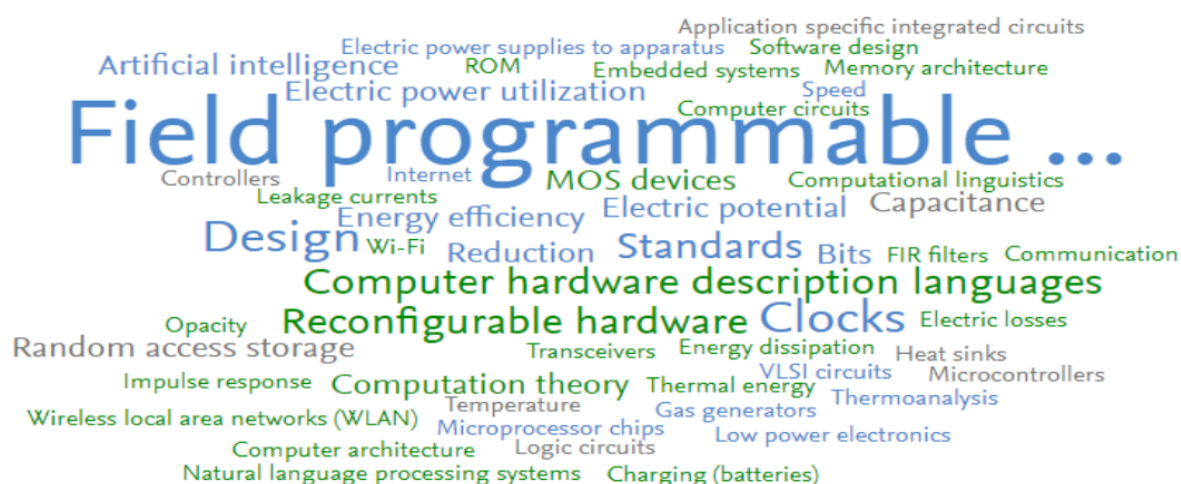 Application specific integrated circuits
Electric power supplies to apparatus Software design
Artificial intelligence ROM Embedded systems Memory architecture
Electric power utilization Speed
Computer circuits
Field programmable ...
Controllers Internet MOS devices Computational linguistics
Leakage currents
Energy efficiency Electric potential Capacitance
Design Wi-Fi Reduction Standards Bits FIR filters Communication
Computer hardware description languages
Opacity Reconfigurable hardware Clocks Electric losses
Random access storage Transceivers Energy dissipation Heat sinks
VLSI circuits Microcontrollers
Impulse response Computation theory Thermal energy Thermoanalysis
Temperature Gas generators
Wireless local area networks (WLAN) Microprocessor chips Low power electronics
Computer architecture Logic circuits
Natural language processing systems Charging (batteries)